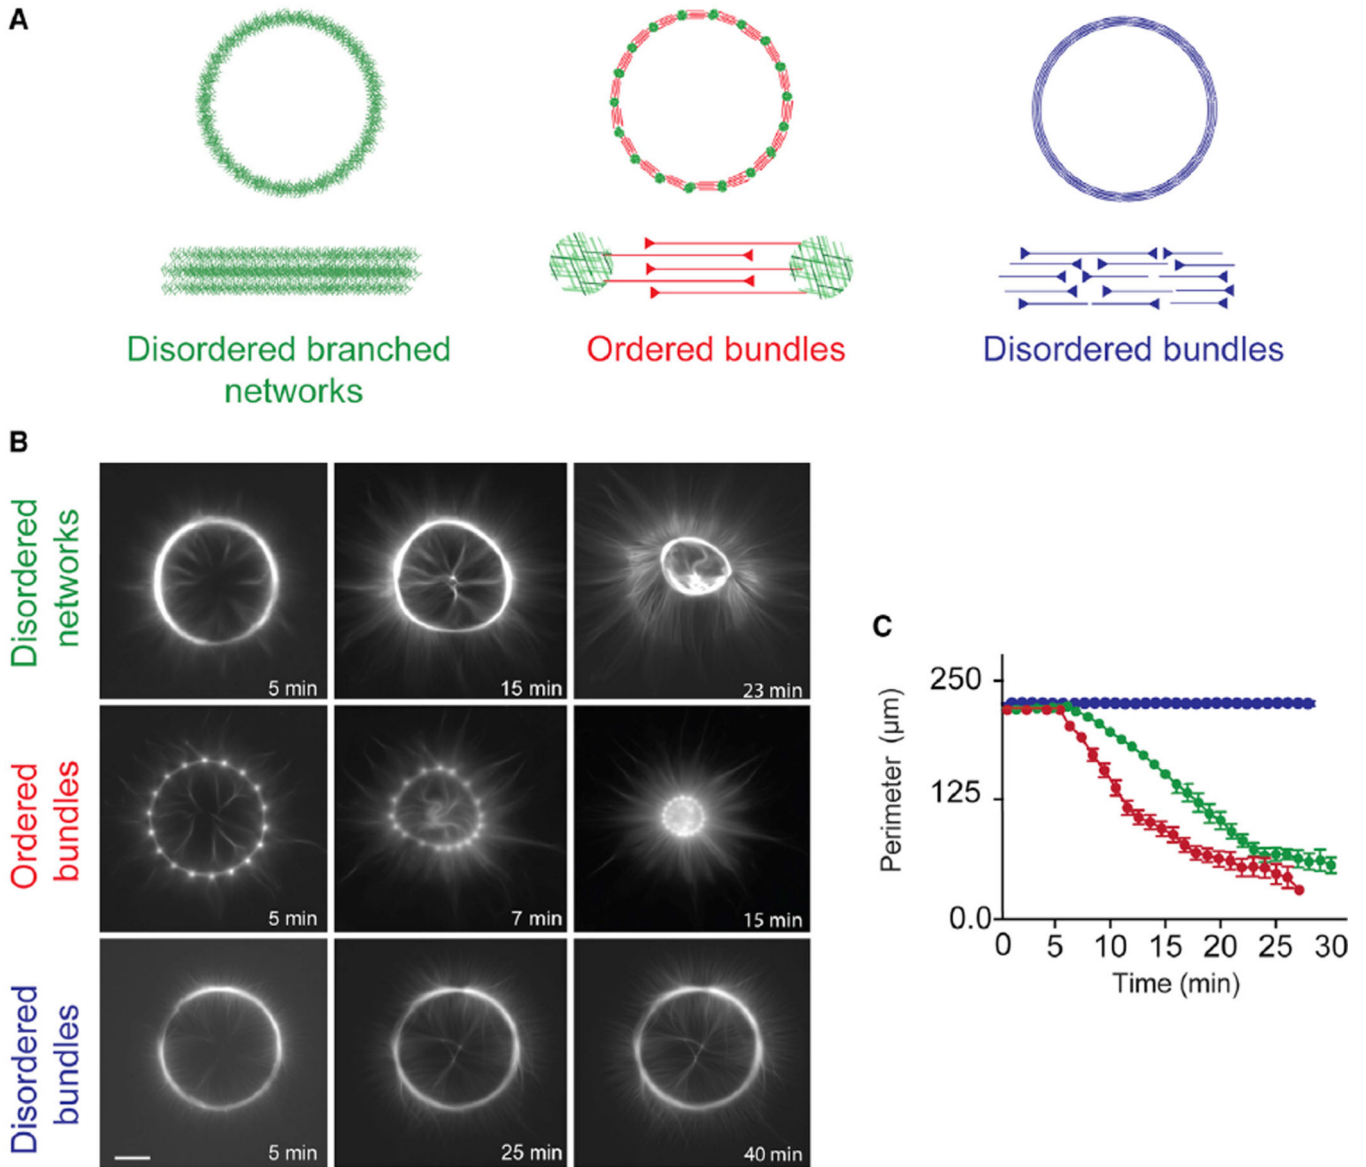 A
Disordered branched
networks
Ordered bundles
Disordered bundles
B
Disordered
networks
5 min
15 min
23 min
Ordered
bundles
5 min
7 min
15 min
Disordered
bundles
5 min
25 min
40 min
C
Perimeter (µm)
250
125
0.0
0 5 10 15 20 25 30
Time (min)